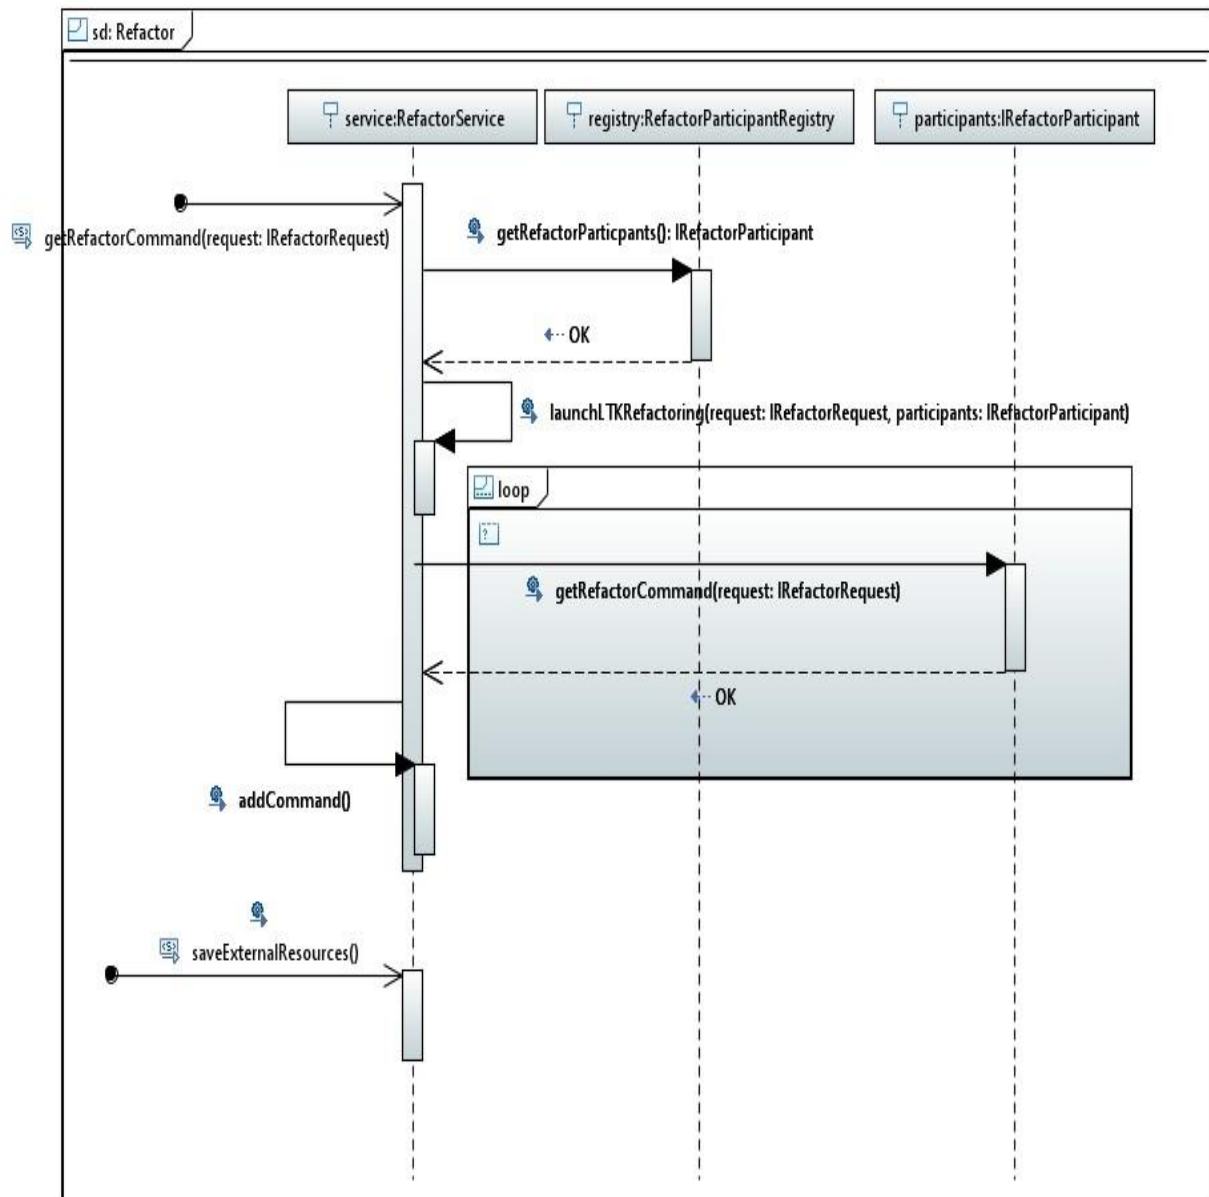 sd: Refactor
service:RefactorService
registry:RefactorParticipantRegistry
participants:IRefactorParticipant
getRefactorCommand(request: IRefactorRequest)
getRefactorParticpants(): IRefactorParticipant
OK
launchLTKRefactoring(request: IRefactorRequest, participants: IRefactorParticipant)
loop
?
getRefactorCommand(request: IRefactorRequest)
OK
addCommand()
saveExternalResources()